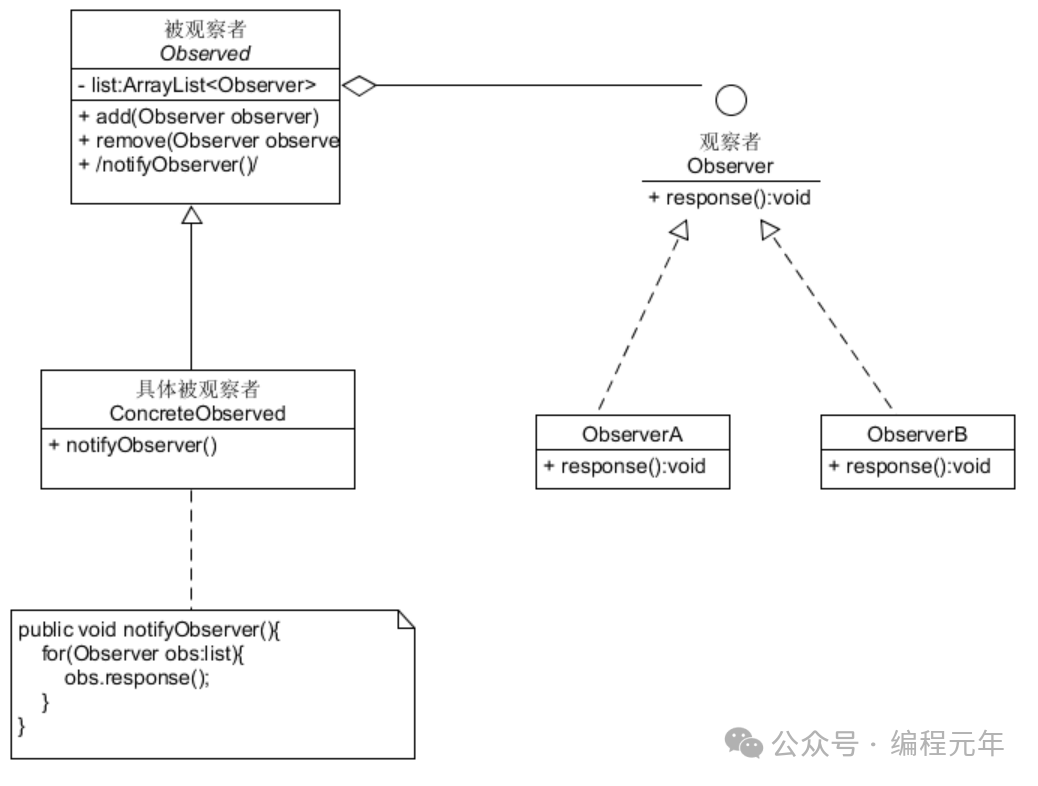 被观察者
Observed
- list:ArrayList<Observer>
+ add(Observer observer)
+ remove(Observer observe
+ /notifyObserver()/
观察者
Observer
+ response():void
具体被观察者
ConcreteObserved
+ notifyObserver()
ObserverA
+ response():void
ObserverB
+ response():void
public void notifyObserver(){
for(Observer obs:list){
obs.response();
}
}
公众号 · 编程元年